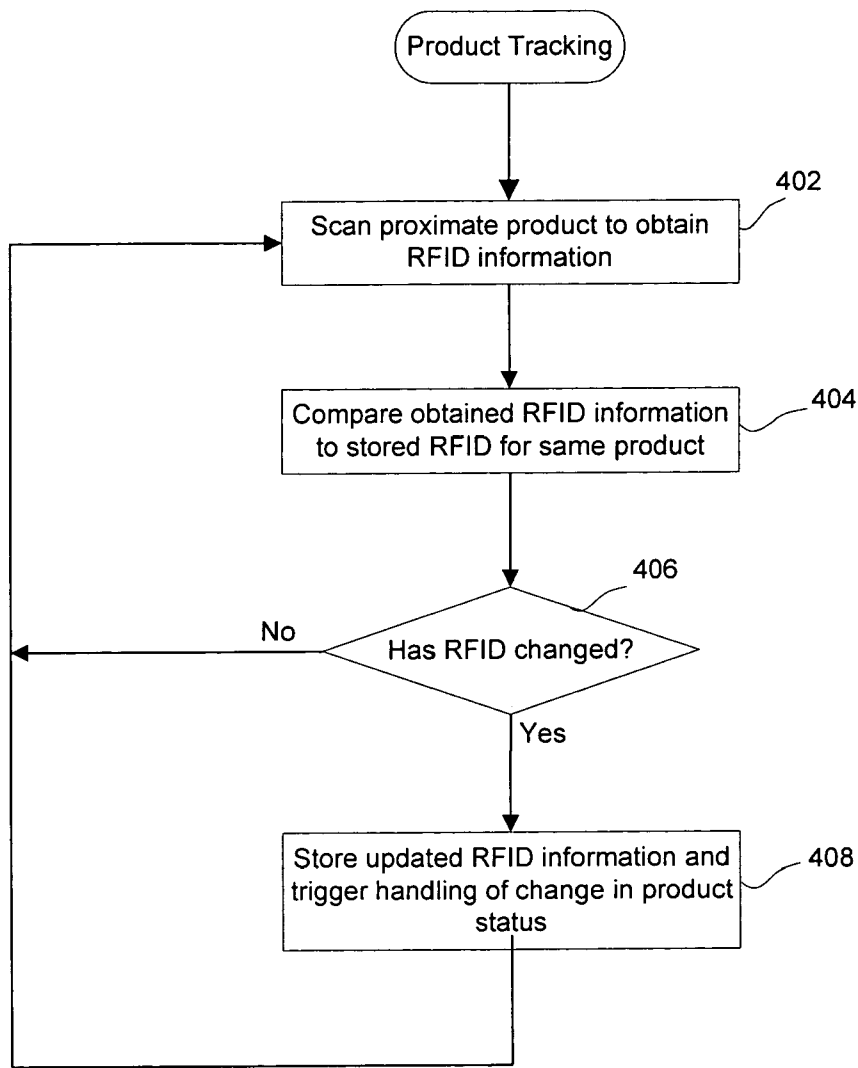 Product Tracking
402
Scan proximate product to obtain
RFID information
404
Compare obtained RFID information
to stored RFID for same product
406
No
Has RFID changed?
Yes
Store updated RFID information and
trigger handling of change in product
status
408